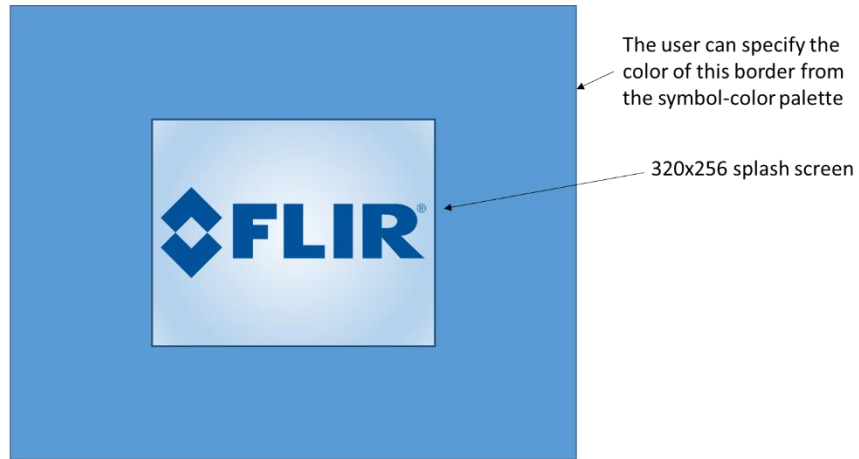 The user can specify the
color of this border from
the symbol-color palette
320x256 splash screen
FLIR®